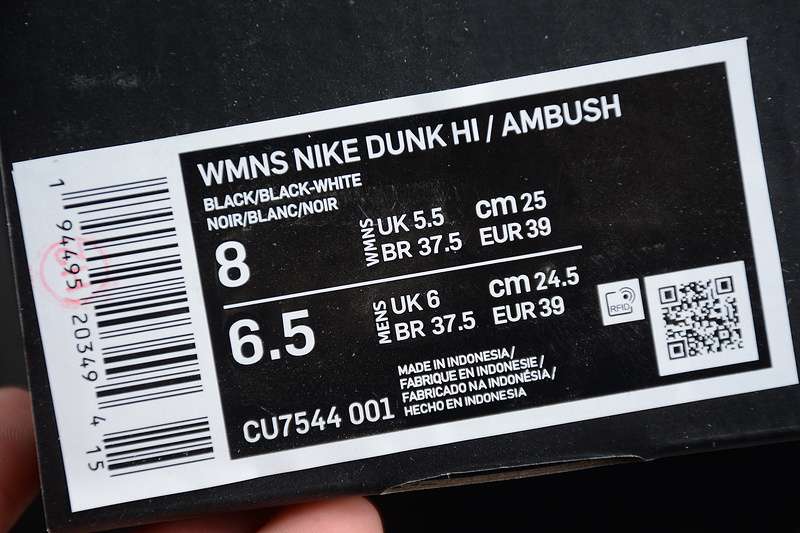 WMNS NIKE DUNK HI / AMBUSH
BLACK/BLACK-WHITE
NOIR/BLANC/NOIR
8
WMNS
UK 5.5
cm 25
BR 37.5
EUR 39
6.5
MENS
UK 6
cm 24.5
BR 37.5
EUR 39
RFID
MADE IN INDONESIA/
FABRIQUE EN INDONESIE /
FABRICADO NA INDONÉSIA /
HECHO EN INDONESIA
CU7544 001
1 94495 20349 4 15